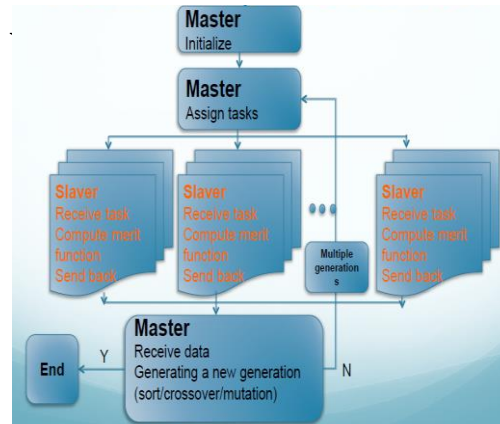 Master
Initialize
Master
Assign tasks
Slaver
Receive task
Compute merit
function
Send back
Slaver
Receive task
Compute merit
function
Send back
Slaver
Receive task
Compute merit
function
Send back
Multiple
generation
s
Master
Receive data
Generating a new generation
(sort/crossover/mutation)
Y
End
N